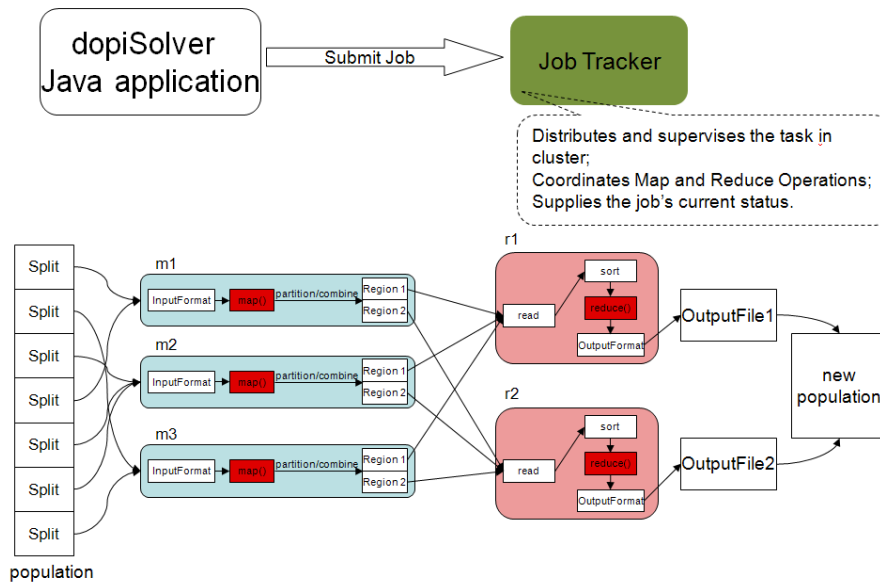 dopiSolver
Java application
Submit Job
Job Tracker
Distributes and supervises the task in
cluster;
Coordinates Map and Reduce Operations;
Supplies the job's current status.
Split
Split
Split
Split
Split
Split
Split
population
m1
InputFormat
map()
partition/combine
Region 1
Region 2
m2
InputFormat
map()
partition/combine
Region 1
Region 2
m3
InputFormat
map()
partition/combine
Region 1
Region 2
r1
read
sort
reduce()
OutputFormat
r2
read
sort
reduce()
OutputFormat
OutputFile1
OutputFile2
new
population